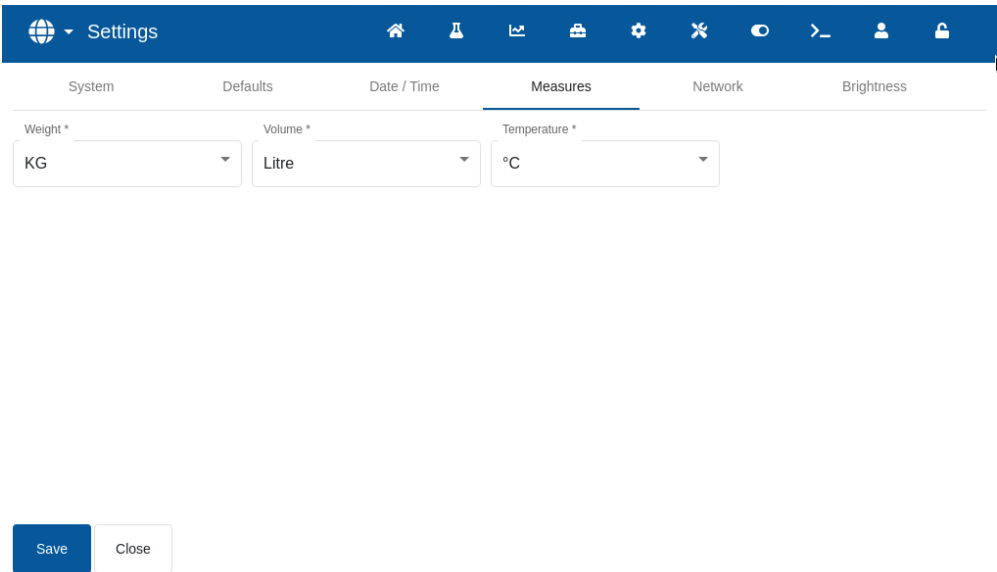 Settings
System Defaults Date / Time Measures Network Brightness
Weight * Volume * Temperature *
KG Litre °C
Save Close